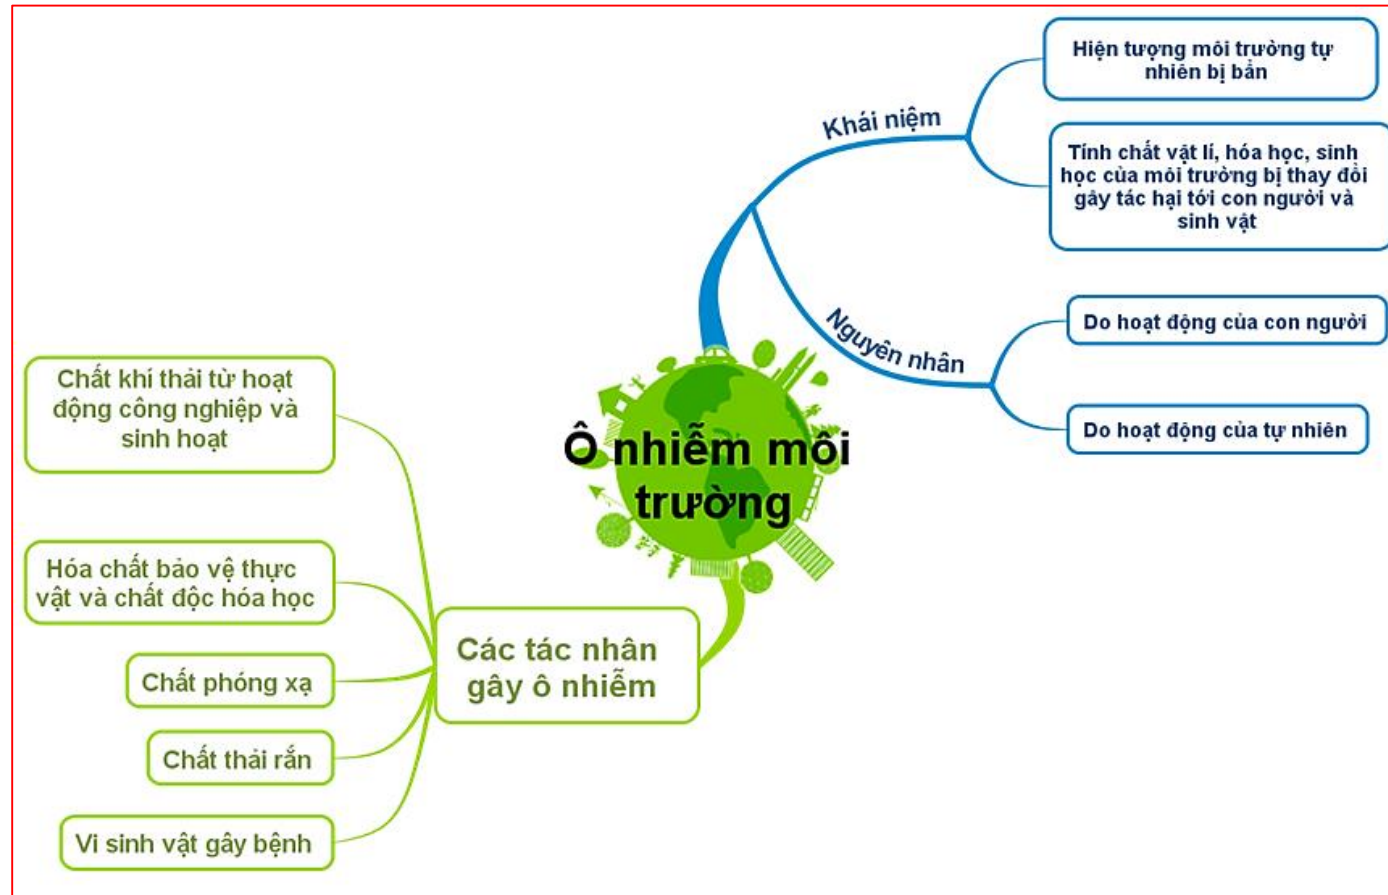 Ô nhiễm môi
trường
Khái niệm
Hiện tượng môi trường tự
nhiên bị bẩn
Tính chất vật lí, hóa học, sinh
học của môi trường bị thay đổi
gây tác hại tới con người và
sinh vật
Nguyên nhân
Do hoạt động của con người
Do hoạt động của tự nhiên
Các tác nhân
gây ô nhiễm
Chất khí thải từ hoạt
động công nghiệp và
sinh hoạt
Hóa chất bảo vệ thực
vật và chất độc hóa học
Chất phóng xạ
Chất thải rắn
Vi sinh vật gây bệnh